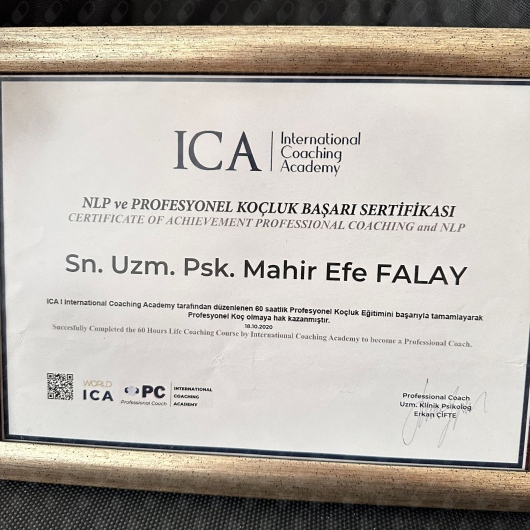 ICA
International
Coaching
Academy
NLP ve PROFESYONEL KOÇLUK BAŞARI SERTİFİKASI
CERTIFICATE OF ACHIEVEMENT PROFESSIONAL COACHING and NLP
Sn. Uzm. Psk. Mahir Efe FALAY
ICA I International Coaching Academy tarafından düzenlenen 60 saatlik Profesyonel Koçluk Eğitimini başarıyla tamamlayarak
Profesyonel Koç olmaya hak kazanmıştır.
18.10.2020
Succesfully Completed the 60 Hours Life Coaching Course by International Coaching Academy to become a Professional Coach.
WORLD
ICA
PC
Professional Coach
INTERNATIONAL
COACHING
ACADEMY
Professional Coach
Uzm. Klinik Psikolog
Erkan ÇİFTE